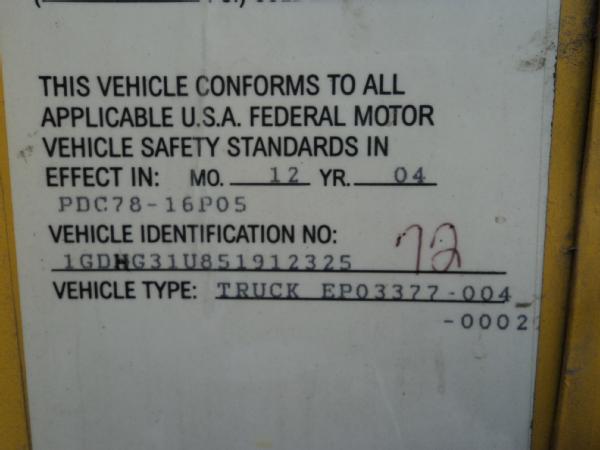 THIS VEHICLE CONFORMS TO ALL
APPLICABLE U.S.A. FEDERAL MOTOR
VEHICLE SAFETY STANDARDS IN
EFFECT IN: MO. 12 YR. 04
PDC78-16P05
VEHICLE IDENTIFICATION NO:
72
1GDHG31U851912325
VEHICLE TYPE: TRUCK EP03377-004
-0002